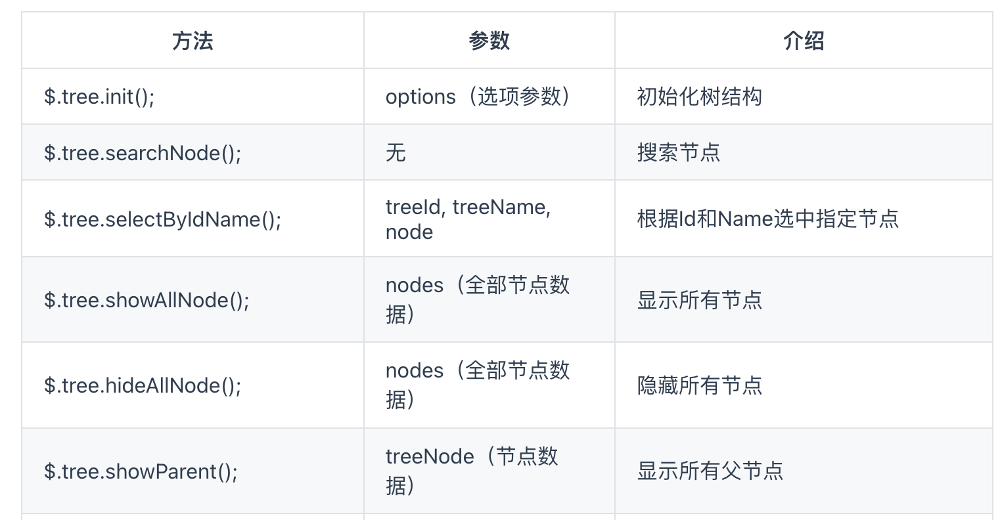 方法 参数 介绍
$.tree.init(); options（选项参数） 初始化树结构
$.tree.searchNode(); 无 搜索节点
$.tree.selectByIdName(); treeId, treeName,
node 根据Id和Name选中指定节点
$.tree.showAllNode(); nodes（全部节点数
据） 显示所有节点
$.tree.hideAllNode(); nodes（全部节点数
据） 隐藏所有节点
$.tree.showParent(); treeNode（节点数
据） 显示所有父节点